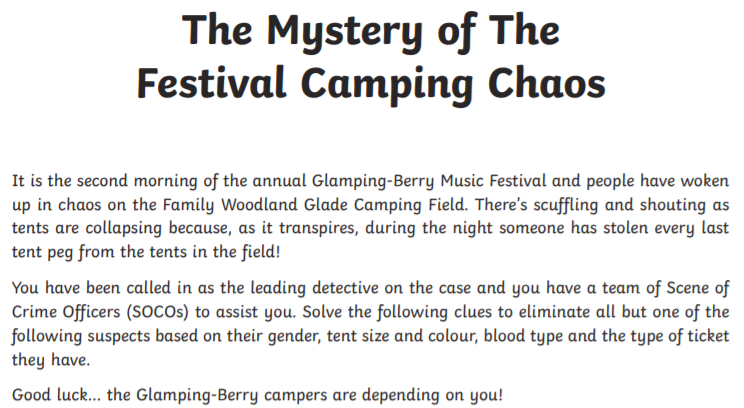 The Mystery of The
Festival Camping Chaos
It is the second morning of the annual Glamping-Berry Music Festival and people have woken
up in chaos on the Family Woodland Glade Camping Field. There's scuffling and shouting as
tents are collapsing because, as it transpires, during the night someone has stolen every last
tent peg from the tents in the field!
You have been called in as the leading detective on the case and you have a team of Scene of
Crime Officers (SOCOs) to assist you. Solve the following clues to eliminate all but one of the
following suspects based on their gender, tent size and colour, blood type and the type of ticket
they have.
Good luck... the Glamping-Berry campers are depending on you!